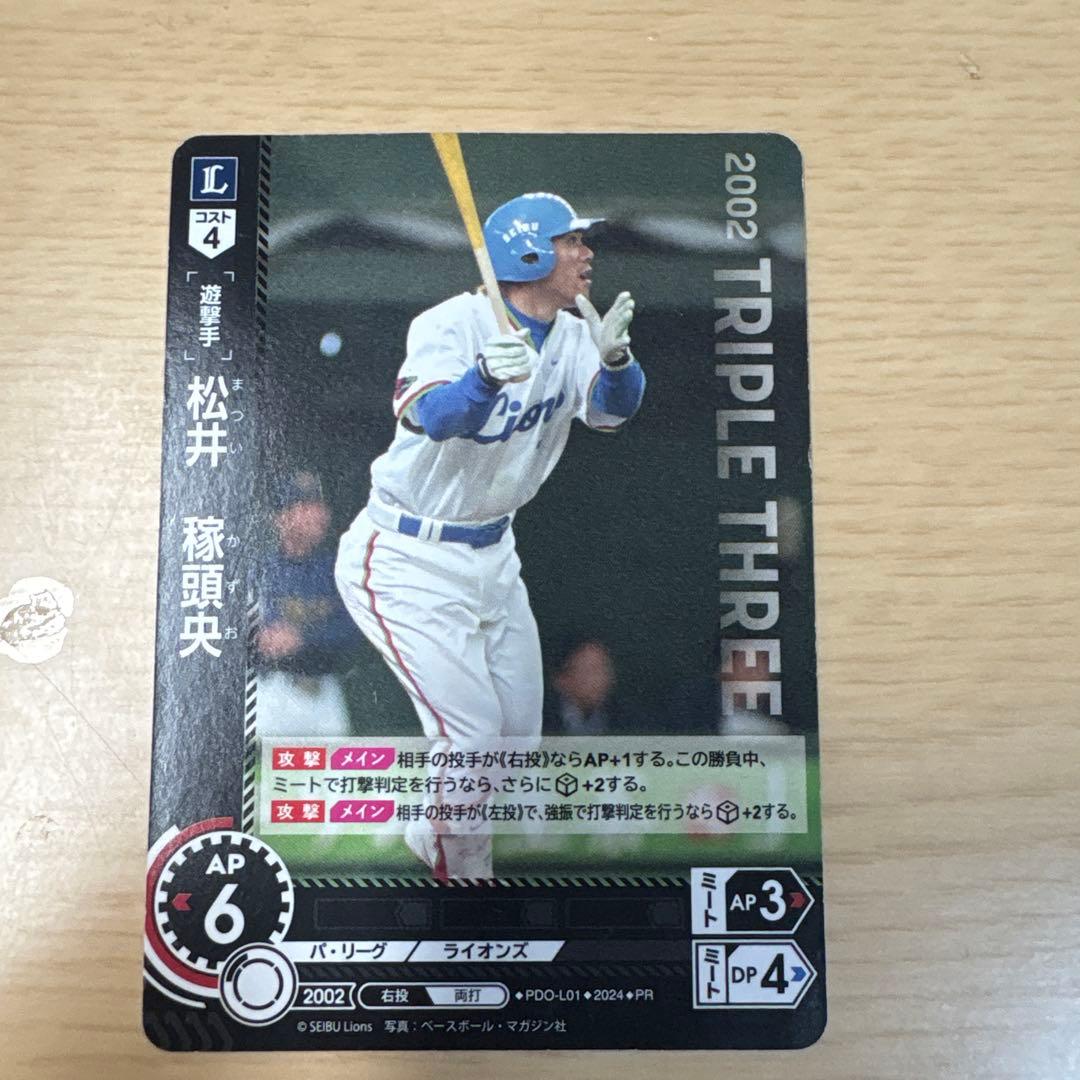 L
コスト
4
遊撃手
松井 稼頭央
まつい かずお
2002 TRIPLE THREE
SEIBU
Lions
攻撃 メイン 相手の投手が《右投》ならAP+1する。この勝負中、
ミートで打撃判定を行うなら、さらに+2する。
攻撃 メイン 相手の投手が《左投》で、強振で打撃判定を行うなら+2する。
AP
6
ミート AP 3
ミート DP 4
パ・リーグ ライオンズ
2002 右投 両打 ◆PDO-L01◆2024◆PR
© SEIBU Lions 写真：ベースボール・マガジン社